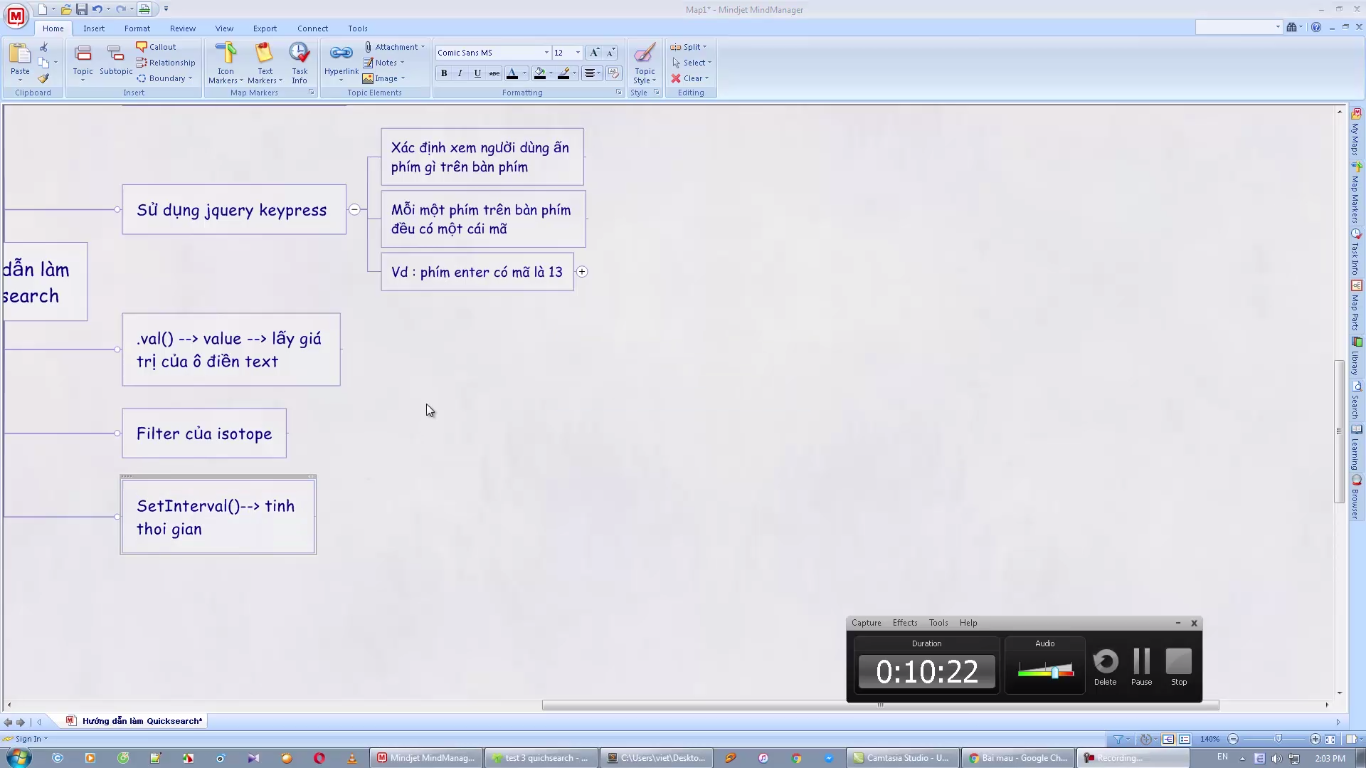 Map1* - Mindjet MindManager
Home Insert Format Review View Export Connect Tools
Paste
Topic Subtopic
Callout
Relationship
Boundary
Icon Markers
Text Markers
Task Info
Hyperlink
Attachment
Notes
Image
Comic Sans MS 12
B I U abc A
Topic Style
Split
Select
Clear
Clipboard Insert Map Markers Topic Elements Formatting Style Editing
Xác định xem người dùng ấn
phím gì trên bàn phím
Sử dụng jquery keypress
Mỗi một phím trên bàn phím
đều có một cái mã
Vd : phím enter có mã là 13
dẫn làm
search
.val() --> value --> lấy giá
trị của ô điền text
Filter của isotope
SetInterval()--> tinh
thoi gian
My Maps
Map Markers
Task Info
Map Parts
Library
Search
Learning
Browser
Capture Effects Tools Help
Duration
0:10:22
Audio
Delete Pause Stop
Hướng dẫn làm Quicksearch*
Sign In
140%
Mindjet MindManag...
test 3 quichsearch - ...
C:\Users\viet\Deskto...
Camtasia Studio - U...
Bài mau - Google Ch...
Recording...
EN
2:03 PM